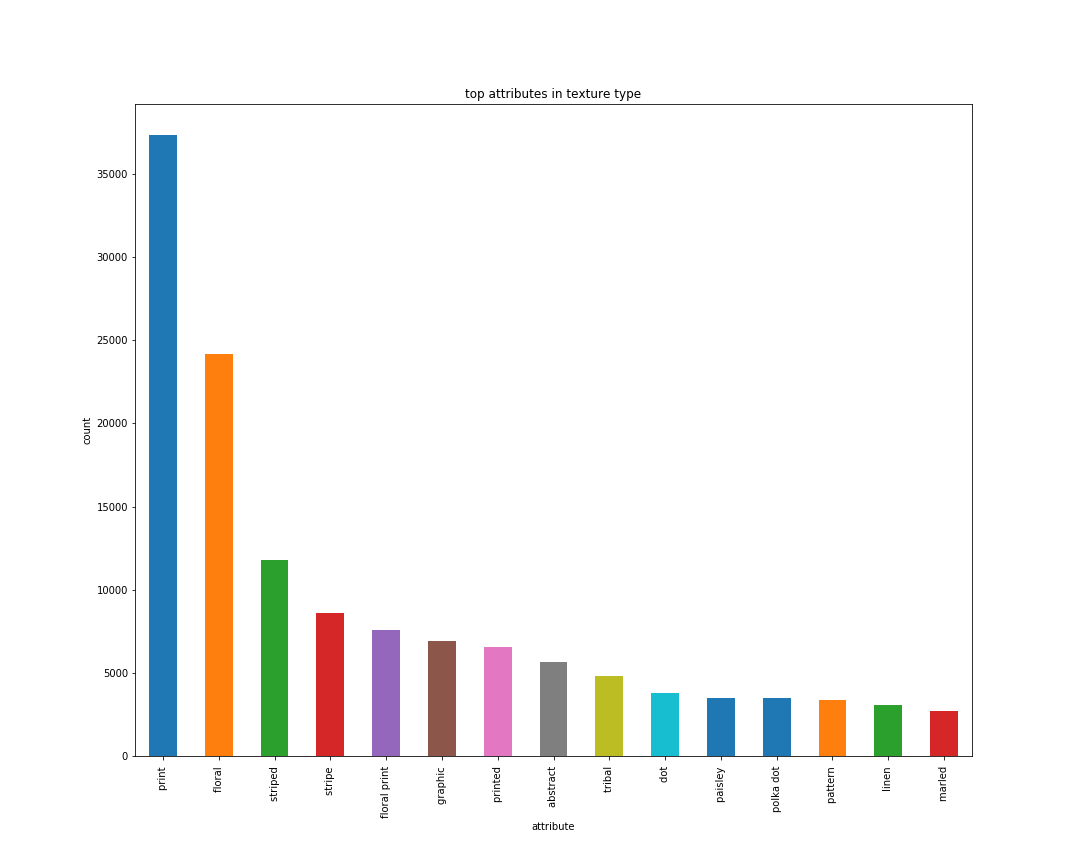 top attributes in texture type
35000
30000
25000
20000
15000
10000
5000
0
count
print
floral
striped
stripe
floral print
graphic
printed
abstract
tribal
dot
paisley
polka dot
pattern
linen
marled
attribute